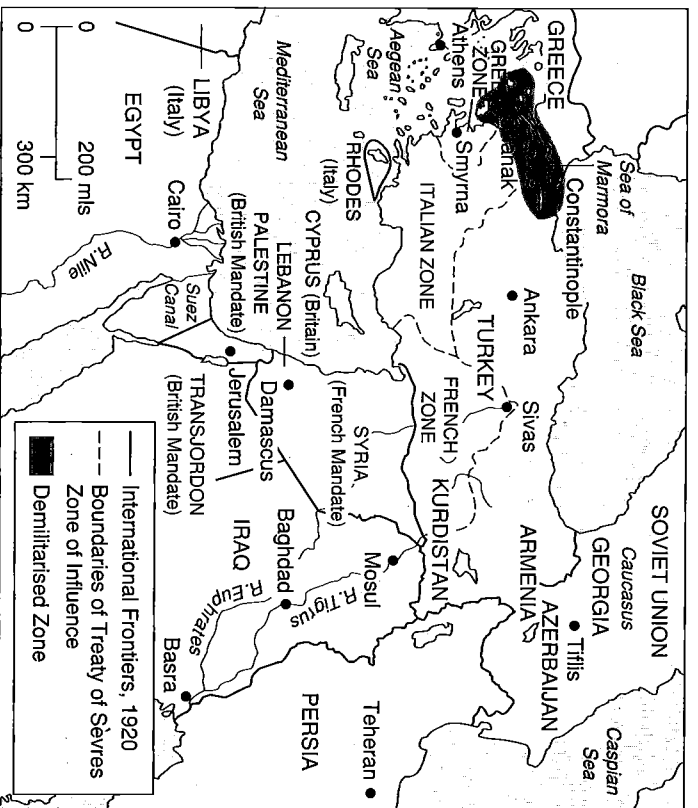 SOVIET UNION
Caucasus
GEORGIA
Tiflis
Caspian
Sea
AZERBAIJAN
ARMENIA
Black Sea
GREECE
Sea of
Marmora
Constantinople
ZONE
Athens
Aegean
Sea
Smyrna
Ankara
TURKEY
Sivas
ITALIAN ZONE
FRENCH
ZONE
KURDISTAN
RHODES
(Italy)
Mediterranean
Sea
CYPRUS (Britain)
LEBANON
PALESTINE
(British Mandate)
SYRIA
(French Mandate)
Damascus
Jerusalem
TRANSJORDON
(British Mandate)
Mosul
R. Tigtus
Baghdad
IRAQ
R. Euphrates
Basra
PERSIA
Teheran
LIBYA
(Italy)
EGYPT
Cairo
R. Nile
Suez
Canal
0 200 mls
0 300 km
International Frontiers, 1920
Boundaries of Treaty of Sèvres
Zone of Influence
Demilitarised Zone